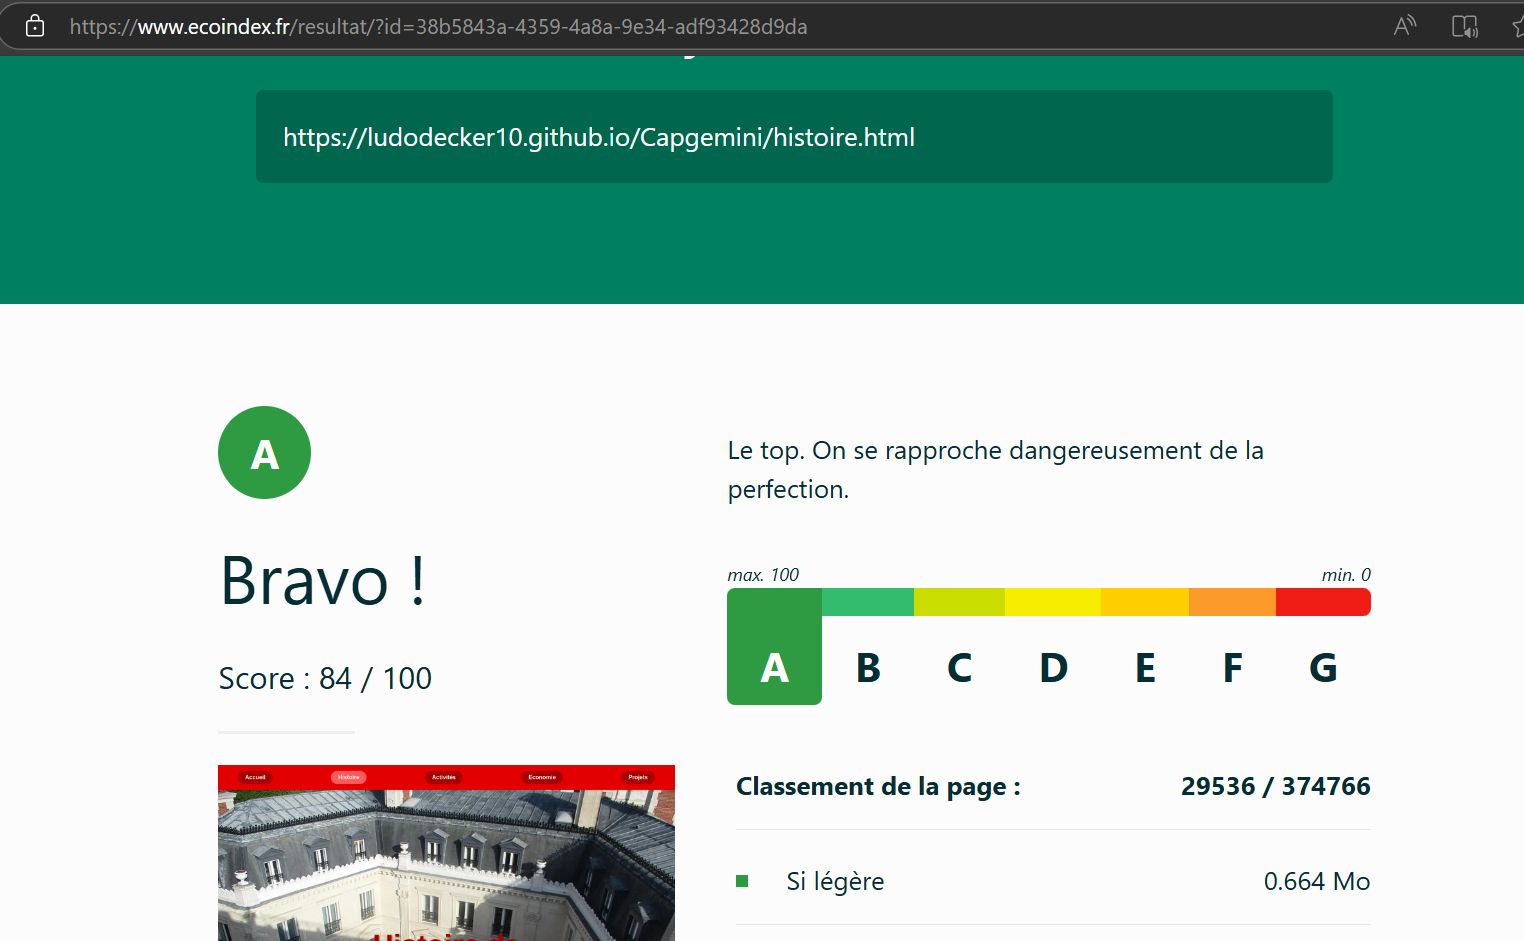 https://www.ecoindex.fr/resultat/?id=38b5843a-4359-4a8a-9e34-adf93428d9da
https://ludodecker10.github.io/Capgemini/histoire.html
A
Bravo !
Score : 84 / 100
Accueil Histoire Activités Economie Projets
Histoire de
Le top. On se rapproche dangereusement de la
perfection.
max. 100 min. 0
A B C D E F G
Classement de la page : 29536 / 374766
Si légère 0.664 Mo